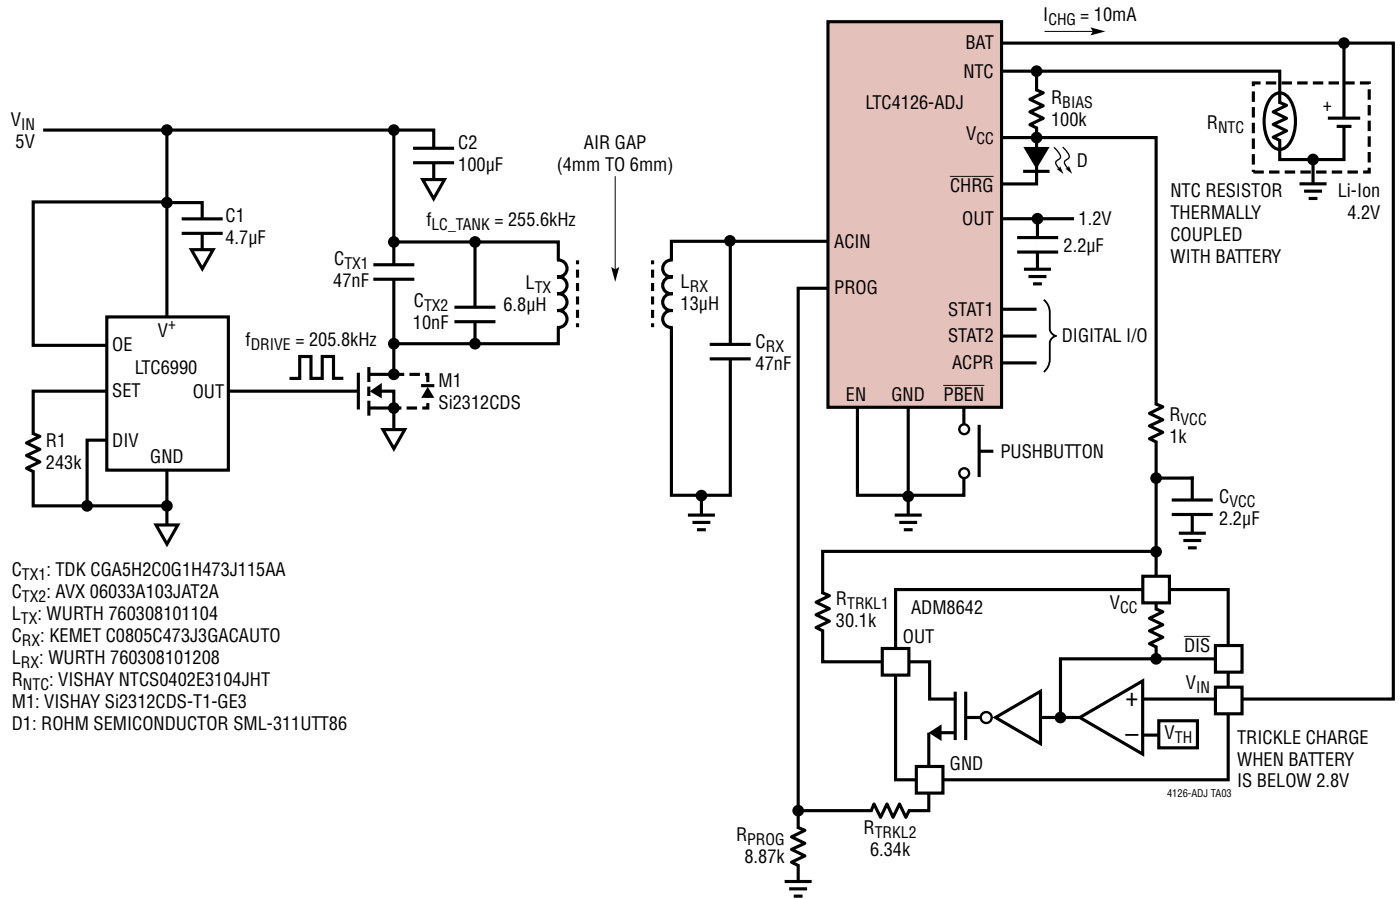 I_CHG = 10mA
BAT
NTC
LTC4126-ADJ
R_BIAS
100k
R_NTC
+
V_IN
5V
C2
100µF
AIR GAP
(4mm TO 6mm)
V_CC
D
CHRG
NTC RESISTOR
THERMALLY
COUPLED
WITH BATTERY
Li-Ion
4.2V
C1
4.7µF
f_LC_TANK = 255.6kHz
OUT
1.2V
2.2µF
ACIN
C_TX1
47nF
C_TX2
10nF
L_TX
6.8µH
L_RX
13µH
PROG
STAT1
STAT2
ACPR
DIGITAL I/O
V+
OE
LTC6990
SET
OUT
DIV
GND
f_DRIVE = 205.8kHz
C_RX
47nF
M1
Si2312CDS
EN
GND
PBEN
R1
243k
PUSHBUTTON
R_VCC
1k
C_VCC
2.2µF
C_TX1: TDK CGA5H2C0G1H473J115AA
C_TX2: AVX 06033A103JAT2A
L_TX: WURTH 760308101104
C_RX: KEMET C0805C473J3GACAUTO
L_RX: WURTH 760308101208
R_NTC: VISHAY NTCS0402E3104JHT
M1: VISHAY Si2312CDS-T1-GE3
D1: ROHM SEMICONDUCTOR SML-311UTT86
R_TRKL1
30.1k
ADM8642
V_CC
OUT
DIS
V_IN
+
–
V_TH
GND
TRICKLE CHARGE
WHEN BATTERY
IS BELOW 2.8V
4126-ADJ TA03
R_PROG
8.87k
R_TRKL2
6.34k